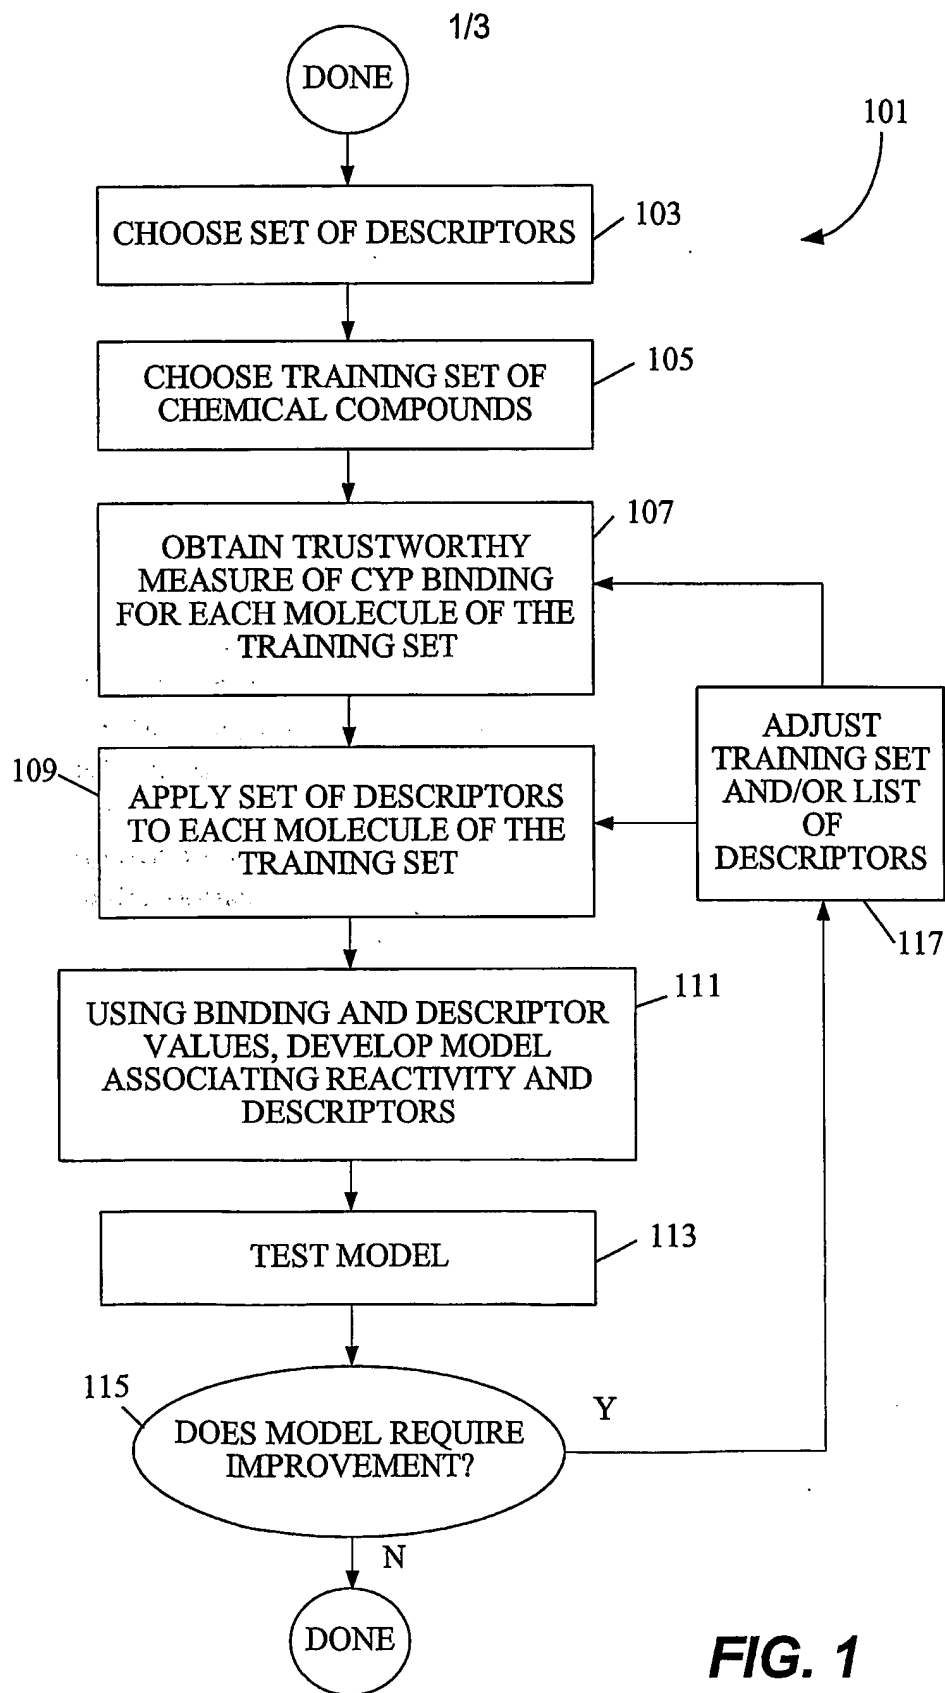 1/3
DONE
101
CHOOSE SET OF DESCRIPTORS
103
CHOOSE TRAINING SET OF
CHEMICAL COMPOUNDS
105
OBTAIN TRUSTWORTHY
MEASURE OF CYP BINDING
FOR EACH MOLECULE OF THE
TRAINING SET
107
109
APPLY SET OF DESCRIPTORS
TO EACH MOLECULE OF THE
TRAINING SET
ADJUST
TRAINING SET
AND/OR LIST
OF
DESCRIPTORS
117
USING BINDING AND DESCRIPTOR
VALUES, DEVELOP MODEL
ASSOCIATING REACTIVITY AND
DESCRIPTORS
111
TEST MODEL
113
115
DOES MODEL REQUIRE
IMPROVEMENT?
Y
N
DONE
FIG. 1